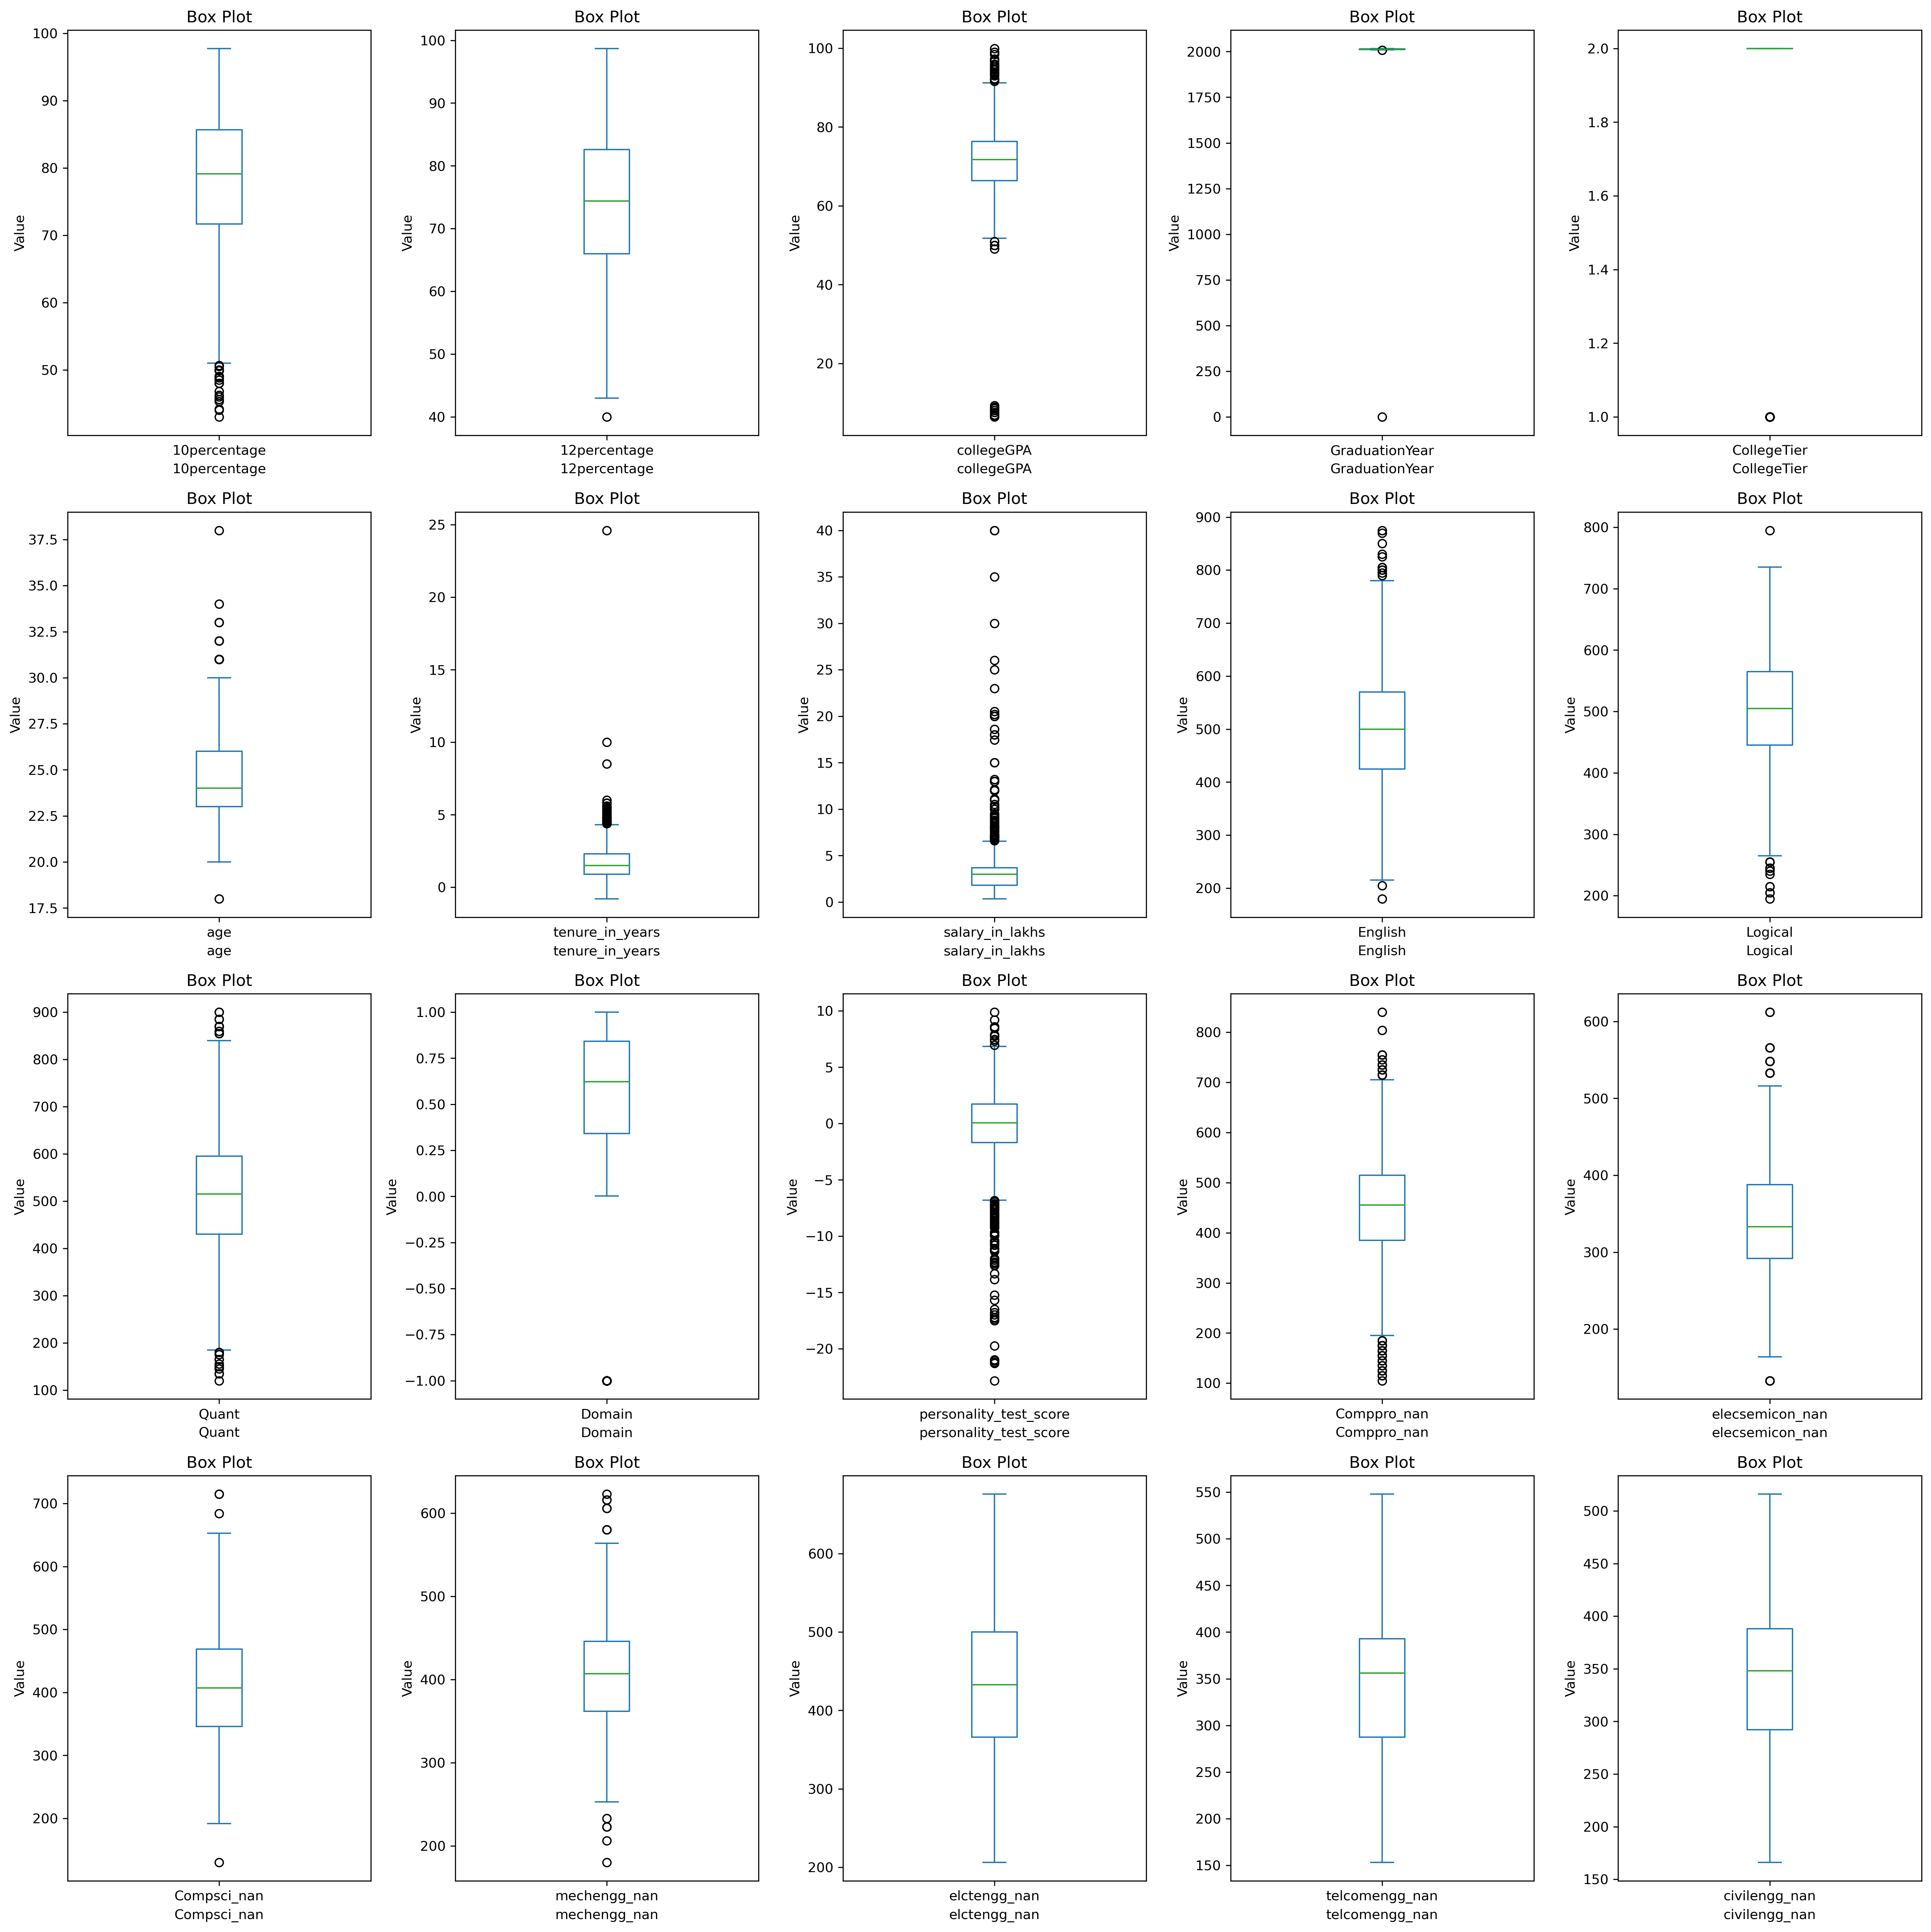 Box Plot
Value
100
90
80
70
60
50
10percentage
10percentage
Box Plot
Value
100
90
80
70
60
50
40
12percentage
12percentage
Box Plot
Value
100
80
60
40
20
collegeGPA
collegeGPA
Box Plot
Value
2000
1750
1500
1250
1000
750
500
250
0
GraduationYear
GraduationYear
Box Plot
Value
2.0
1.8
1.6
1.4
1.2
1.0
CollegeTier
CollegeTier
Box Plot
Value
37.5
35.0
32.5
30.0
27.5
25.0
22.5
20.0
17.5
age
age
Box Plot
Value
25
20
15
10
5
0
tenure_in_years
tenure_in_years
Box Plot
Value
40
35
30
25
20
15
10
5
0
salary_in_lakhs
salary_in_lakhs
Box Plot
Value
900
800
700
600
500
400
300
200
English
English
Box Plot
Value
800
700
600
500
400
300
200
Logical
Logical
Box Plot
Value
900
800
700
600
500
400
300
200
100
Quant
Quant
Box Plot
Value
1.00
0.75
0.50
0.25
0.00
−0.25
−0.50
−0.75
−1.00
Domain
Domain
Box Plot
Value
10
5
0
−5
−10
−15
−20
personality_test_score
personality_test_score
Box Plot
Value
800
700
600
500
400
300
200
100
Comppro_nan
Comppro_nan
Box Plot
Value
600
500
400
300
200
elecsemicon_nan
elecsemicon_nan
Box Plot
Value
700
600
500
400
300
200
Compsci_nan
Compsci_nan
Box Plot
Value
600
500
400
300
200
mechengg_nan
mechengg_nan
Box Plot
Value
600
500
400
300
200
elctengg_nan
elctengg_nan
Box Plot
Value
550
500
450
400
350
300
250
200
150
telcomengg_nan
telcomengg_nan
Box Plot
Value
500
450
400
350
300
250
200
150
civilengg_nan
civilengg_nan